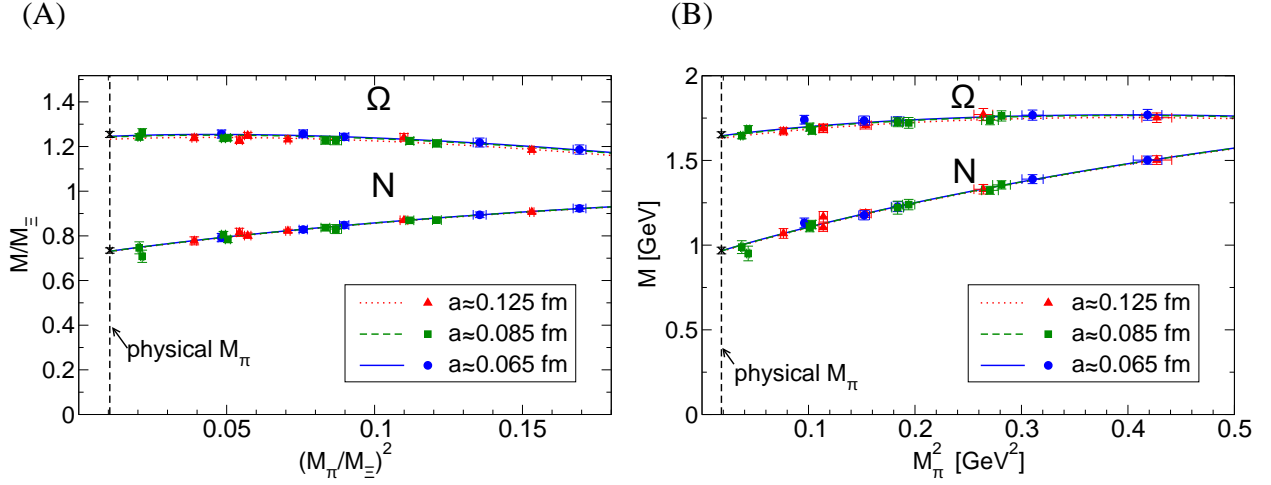 (A)
(B)
1.4
1.2
1
0.8
0.6
0.4
0.2
0
M/M_Ξ
Ω
N
a≈0.125 fm
a≈0.085 fm
a≈0.065 fm
physical M_π
0.05
0.1
0.15
(M_π/M_Ξ)^2
2
1.5
1
0.5
0
M [GeV]
Ω
N
a≈0.125 fm
a≈0.085 fm
a≈0.065 fm
physical M_π
0.1
0.2
0.3
0.4
0.5
M_π^2 [GeV^2]